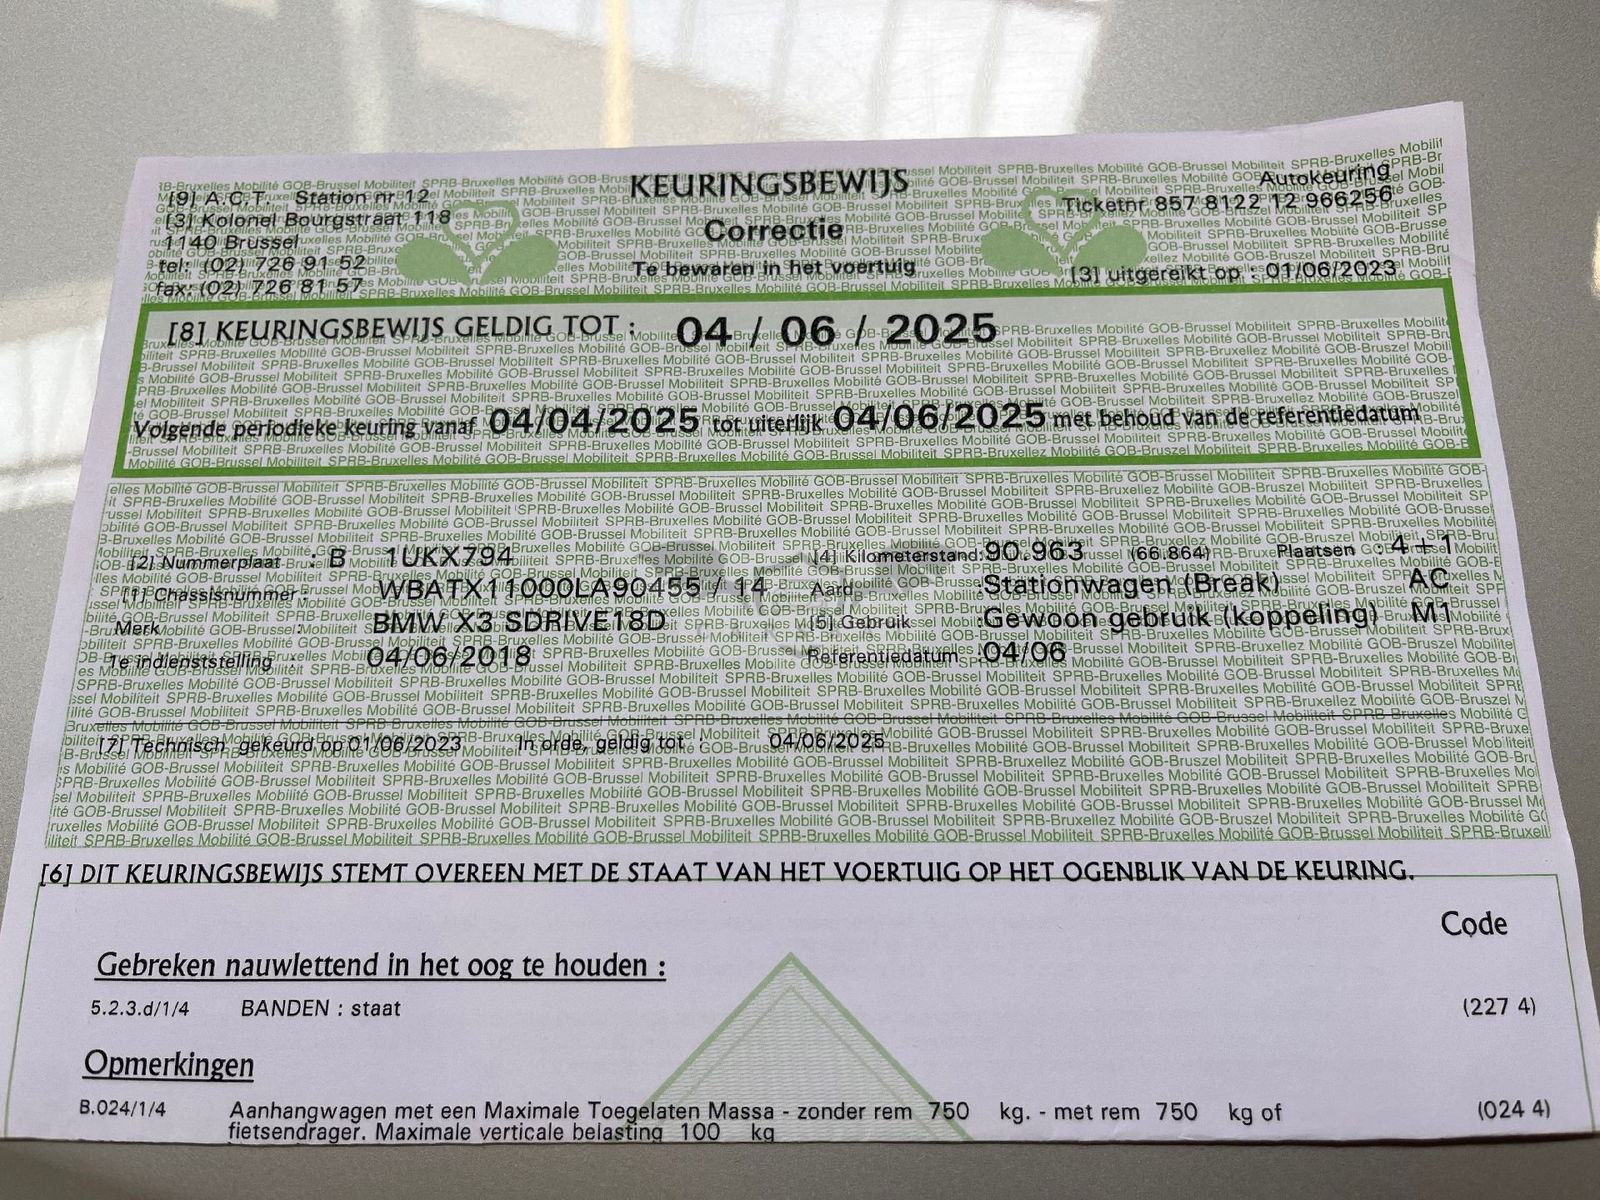 KEURINGSBEWIJS
Correctie
Te bewaren in het voertuig
[9] A.C.T. Station nr 12
[3] Kolonel Bourgstraat 118
1140 Brussel
tel: (02) 726 91 52
fax: (02) 726 81 57
Autokeuring
Ticketnr 857 8122 12 966256
[3] uitgereikt op : 01/06/2023
[8] KEURINGSBEWIJS GELDIG TOT : 04 / 06 / 2025
Volgende periodieke keuring vanaf 04/04/2025 tot uiterlijk 04/06/2025 met behoud van de referentiedatum
[2] Nummerplaat : B 1UKX794 [4] Kilometerstand: 90.963 (66.864) Plaatsen : 4+1
[1] Chassisnummer : WBATX11000LA90455 / 14 Aard :Stationwagen (Break) AC
Merk : BMW X3 SDRIVE18D [5] Gebruik :Gewoon gebruik (koppeling) M1
1e indienststelling : 04/06/2018 Referentiedatum :04/06
[7] Technisch gekeurd op 01/06/2023 In orde, geldig tot : 04/06/2025
[6] DIT KEURINGSBEWIJS STEMT OVEREEN MET DE STAAT VAN HET VOERTUIG OP HET OGENBLIK VAN DE KEURING.
Code
Gebreken nauwlettend in het oog te houden :
5.2.3.d/1/4 BANDEN : staat (227 4)
Opmerkingen
B.024/1/4 Aanhangwagen met een Maximale Toegelaten Massa - zonder rem 750 kg. - met rem 750 kg of (024 4)
fietsendrager. Maximale verticale belasting 100 kg